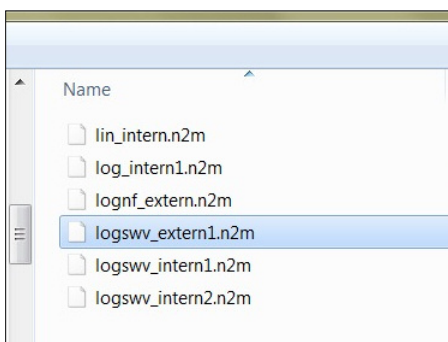 Name
lin_intern.n2m
log_intern1.n2m
lognf_extern.n2m
logswv_extern1.n2m
logswv_intern1.n2m
logswv_intern2.n2m